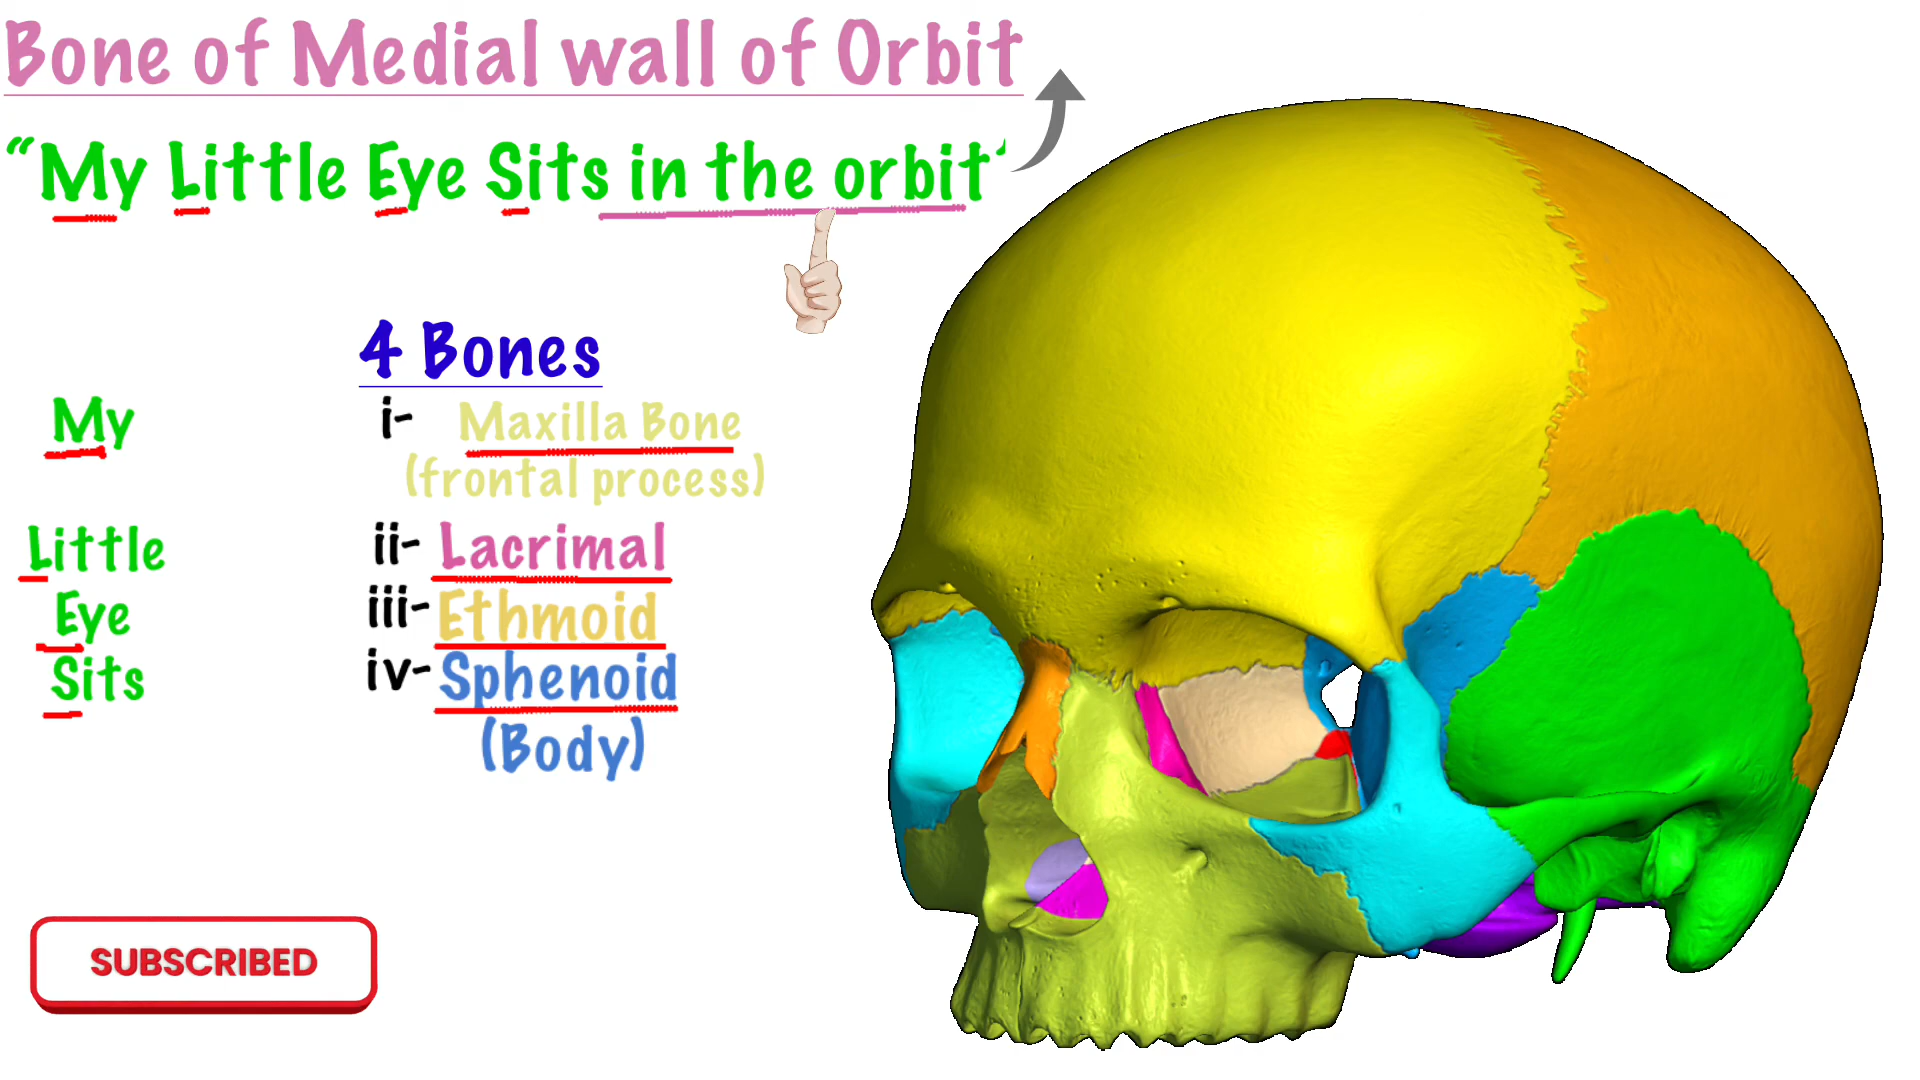 Bone of Medial wall of Orbit
“My Little Eye Sits in the orbit‘
4 Bones
My i- Maxilla Bone
(frontal process)
Little ii- Lacrimal
Eye iii- Ethmoid
Sits iv- Sphenoid
(Body)
SUBSCRIBED